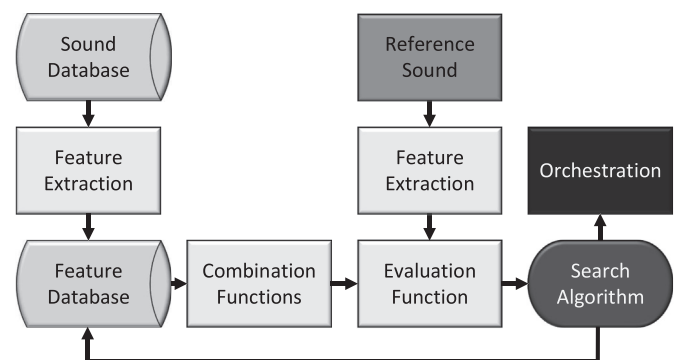 Sound
Database
Reference
Sound
Feature
Extraction
Feature
Extraction
Orchestration
Feature
Database
Combination
Functions
Evaluation
Function
Search
Algorithm